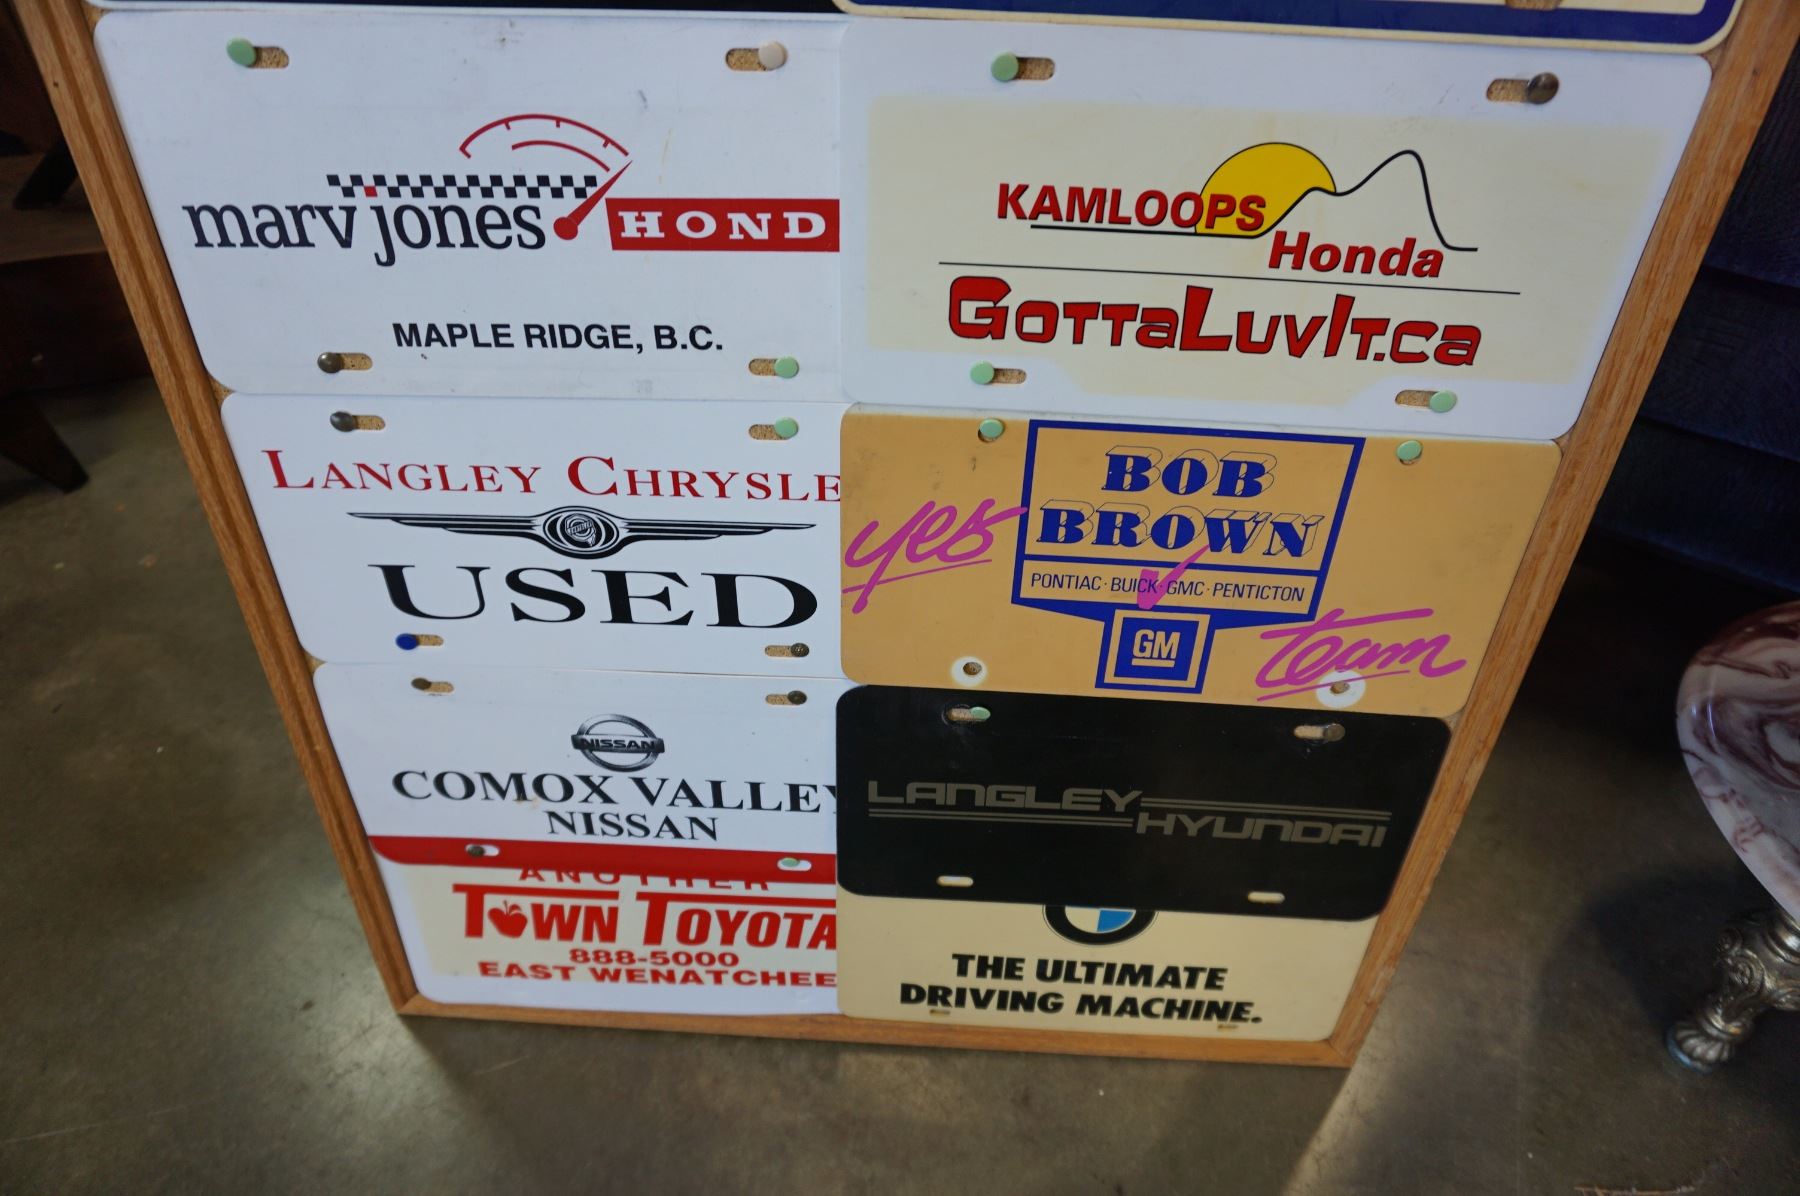 marv jones HOND
MAPLE RIDGE, B.C.
KAMLOOPS
Honda
GOTTALUVIT.ca
LANGLEY CHRYSLE
USED
yes
BOB
BROWN
PONTIAC·BUICK·GMC·PENTICTON
GM
team
NISSAN
COMOX VALLEY
NISSAN
LANGLEY
HYUNDAI
ANOTHER
TOWN TOYOTA
888-5000
EAST WENATCHEE
THE ULTIMATE
DRIVING MACHINE.